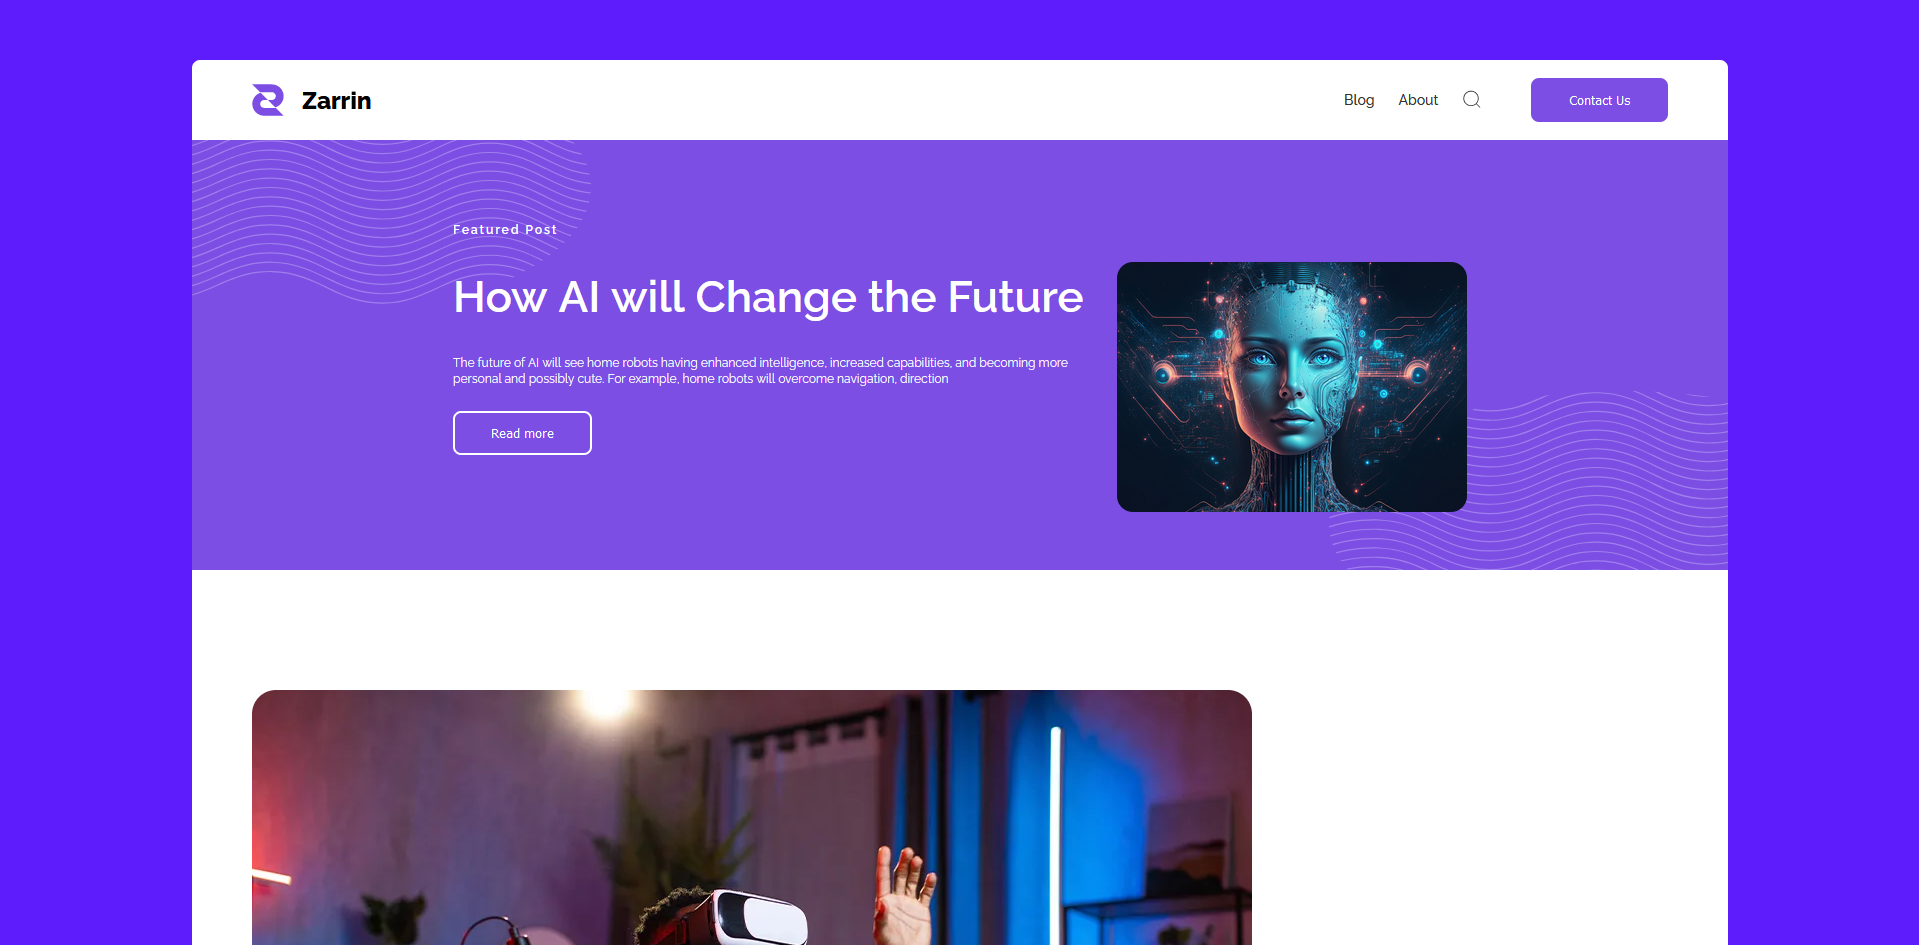 Zarrin
Blog
About
Contact Us
Featured Post
How AI will Change the Future
The future of AI will see home robots having enhanced intelligence, increased capabilities, and becoming more
personal and possibly cute. For example, home robots will overcome navigation, direction
Read more